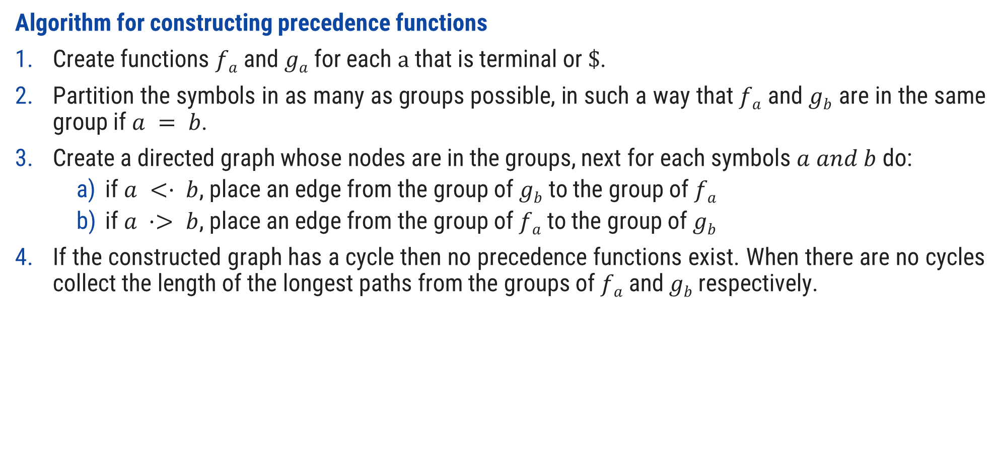 Algorithm for constructing precedence functions
1. Create functions f_a and g_a for each a that is terminal or $.
2. Partition the symbols in as many as groups possible, in such a way that f_a and g_b are in the same
group if a = b.
3. Create a directed graph whose nodes are in the groups, next for each symbols a and b do:
a) if a <· b, place an edge from the group of g_b to the group of f_a
b) if a ·> b, place an edge from the group of f_a to the group of g_b
4. If the constructed graph has a cycle then no precedence functions exist. When there are no cycles
collect the length of the longest paths from the groups of f_a and g_b respectively.